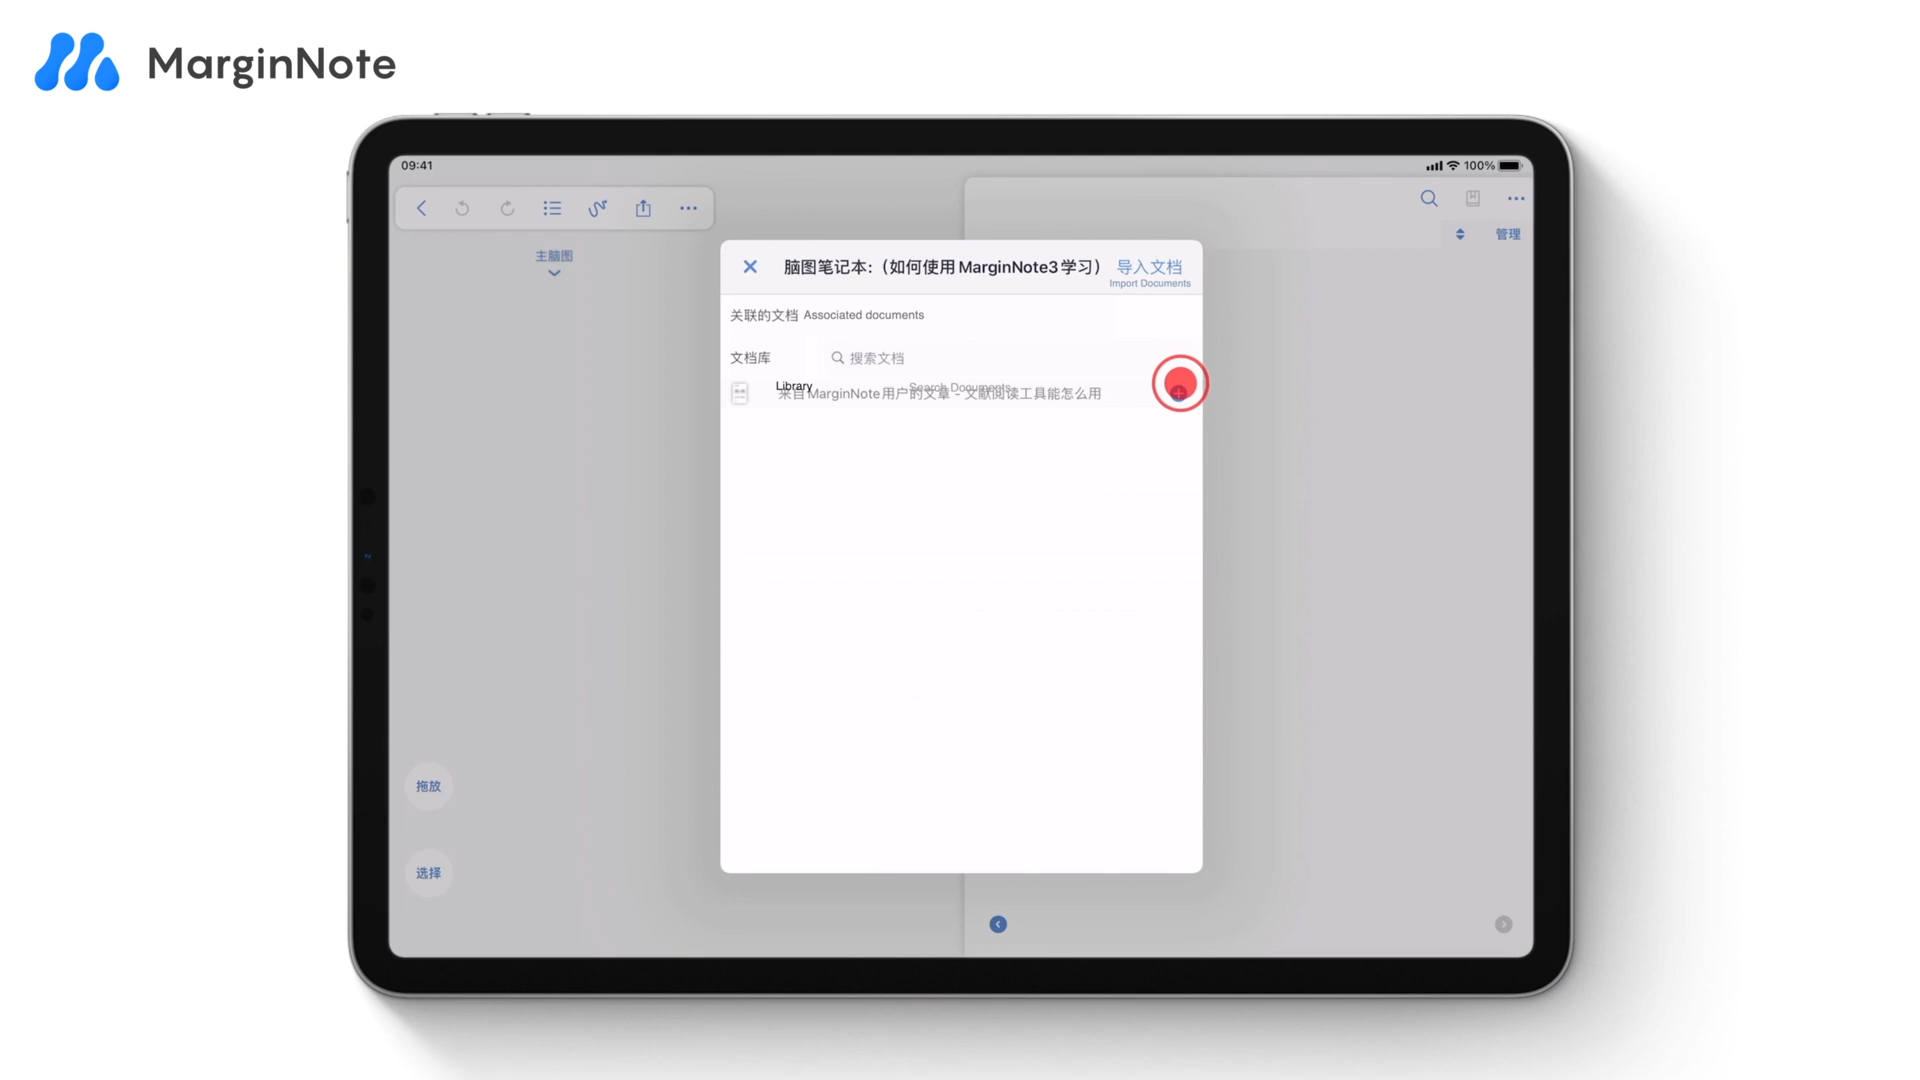 MarginNote
09:41
100%
主脑图
管理
脑图笔记本:(如何使用MarginNote3学习)
导入文档
Import Documents
关联的文档 Associated documents
文档库
搜索文档
Library
Search Documents
来自MarginNote用户的文章 - 文献阅读工具能怎么用
拖放
选择